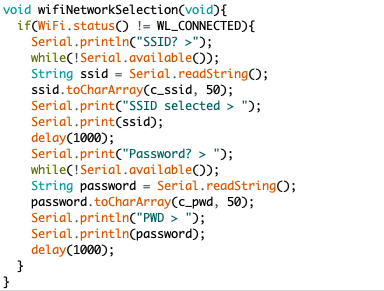 void wifiNetworkSelection(void){
  if(WiFi.status() != WL_CONNECTED){
    Serial.println("SSID? >");
    while(!Serial.available());
    String ssid = Serial.readString();
    ssid.toCharArray(c_ssid, 50);
    Serial.print("SSID selected > ");
    Serial.print(ssid);
    delay(1000);
    Serial.print("Password? > ");
    while(!Serial.available());
    String password = Serial.readString();
    password.toCharArray(c_pwd, 50);
    Serial.println("PWD > ");
    Serial.println(password);
    delay(1000);
  }
}